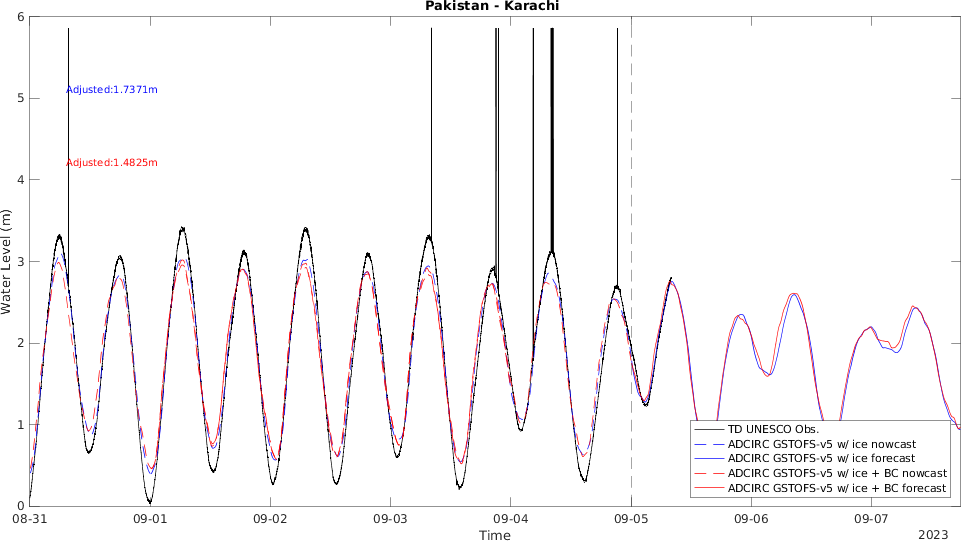 Pakistan - Karachi
6
5
4
3
2
1
0
Water Level (m)
Adjusted:1.7371m
Adjusted:1.4825m
TD UNESCO Obs.
ADCIRC GSTOFS-v5 w/ ice nowcast
ADCIRC GSTOFS-v5 w/ ice forecast
ADCIRC GSTOFS-v5 w/ ice + BC nowcast
ADCIRC GSTOFS-v5 w/ ice + BC forecast
08-31 09-01 09-02 09-03 09-04 09-05 09-06 09-07
Time
2023